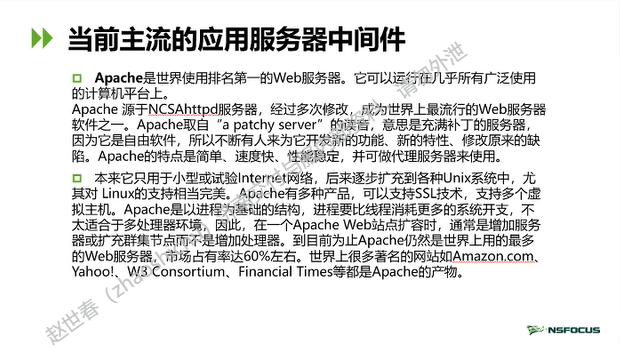 当前主流的应用服务器中间件
Apache是世界使用排名第一的Web服务器。它可以运行在几乎所有广泛使用
的计算机平台上。
Apache 源于NCSAhttpd服务器，经过多次修改，成为世界上最流行的Web服务器
软件之一。Apache取自“a patchy server”的读音，意思是充满补丁的服务器，
因为它是自由软件，所以不断有人来为它开发新的功能、新的特性、修改原来的缺
陷。Apache的特点是简单、速度快、性能稳定，并可做代理服务器来使用。
本来它只用于小型或试验Internet网络，后来逐步扩充到各种Unix系统中，尤
其对 Linux的支持相当完美。Apache有多种产品，可以支持SSL技术，支持多个虚
拟主机。Apache是以进程为基础的结构，进程要比线程消耗更多的系统开支，不
太适合于多处理器环境，因此，在一个Apache Web站点扩容时，通常是增加服务
器或扩充群集节点而不是增加处理器。到目前为止Apache仍然是世界上用的最多
的Web服务器，市场占有率达60%左右。世界上很多著名的网站如Amazon.com、
Yahoo!、W3 Consortium、Financial Times等都是Apache的产物。
赵世春
请勿外泄
NSFOCUS